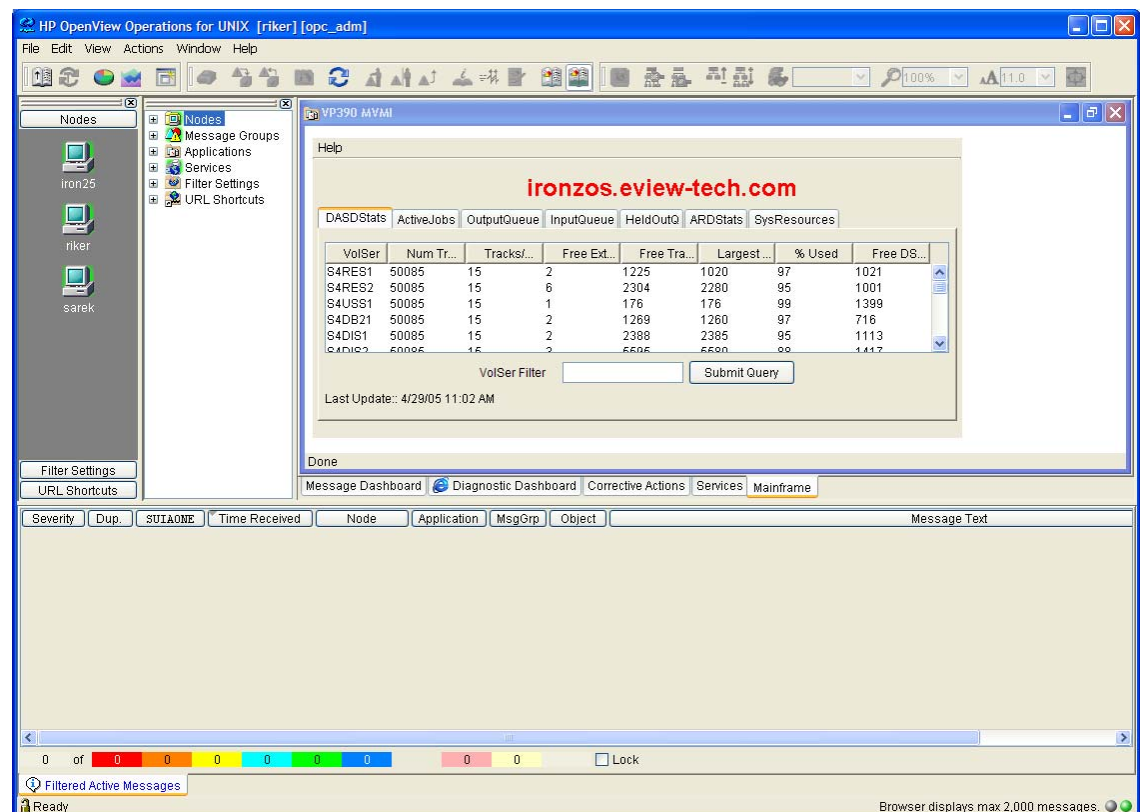 HP OpenView Operations for UNIX [riker] [opc_adm]
File Edit View Actions Window Help
100% 11.0
Nodes
iron25
riker
sarek
Filter Settings
URL Shortcuts
Nodes
Message Groups
Applications
Services
Filter Settings
URL Shortcuts
VP390 MVMI
Help
ironzos.eview-tech.com
DASDStats ActiveJobs OutputQueue InputQueue HeldOutQ ARDStats SysResources
VolSer Num Tr... Tracks/... Free Ext... Free Tra... Largest ... % Used Free DS...
S4RES1 50085 15 2 1225 1020 97 1021
S4RES2 50085 15 6 2304 2280 95 1001
S4USS1 50085 15 1 176 176 99 1399
S4DB21 50085 15 2 1269 1260 97 716
S4DIS1 50085 15 2 2388 2385 95 1113
S4DIS2 50085 15 3 1417
VolSer Filter Submit Query
Last Update:: 4/29/05 11:02 AM
Done
Message Dashboard Diagnostic Dashboard Corrective Actions Services Mainframe
Severity Dup. SUIAONE Time Received Node Application MsgGrp Object Message Text
0 of 0 0 0 0 0 0 0 0 Lock
Filtered Active Messages
Ready Browser displays max 2,000 messages.